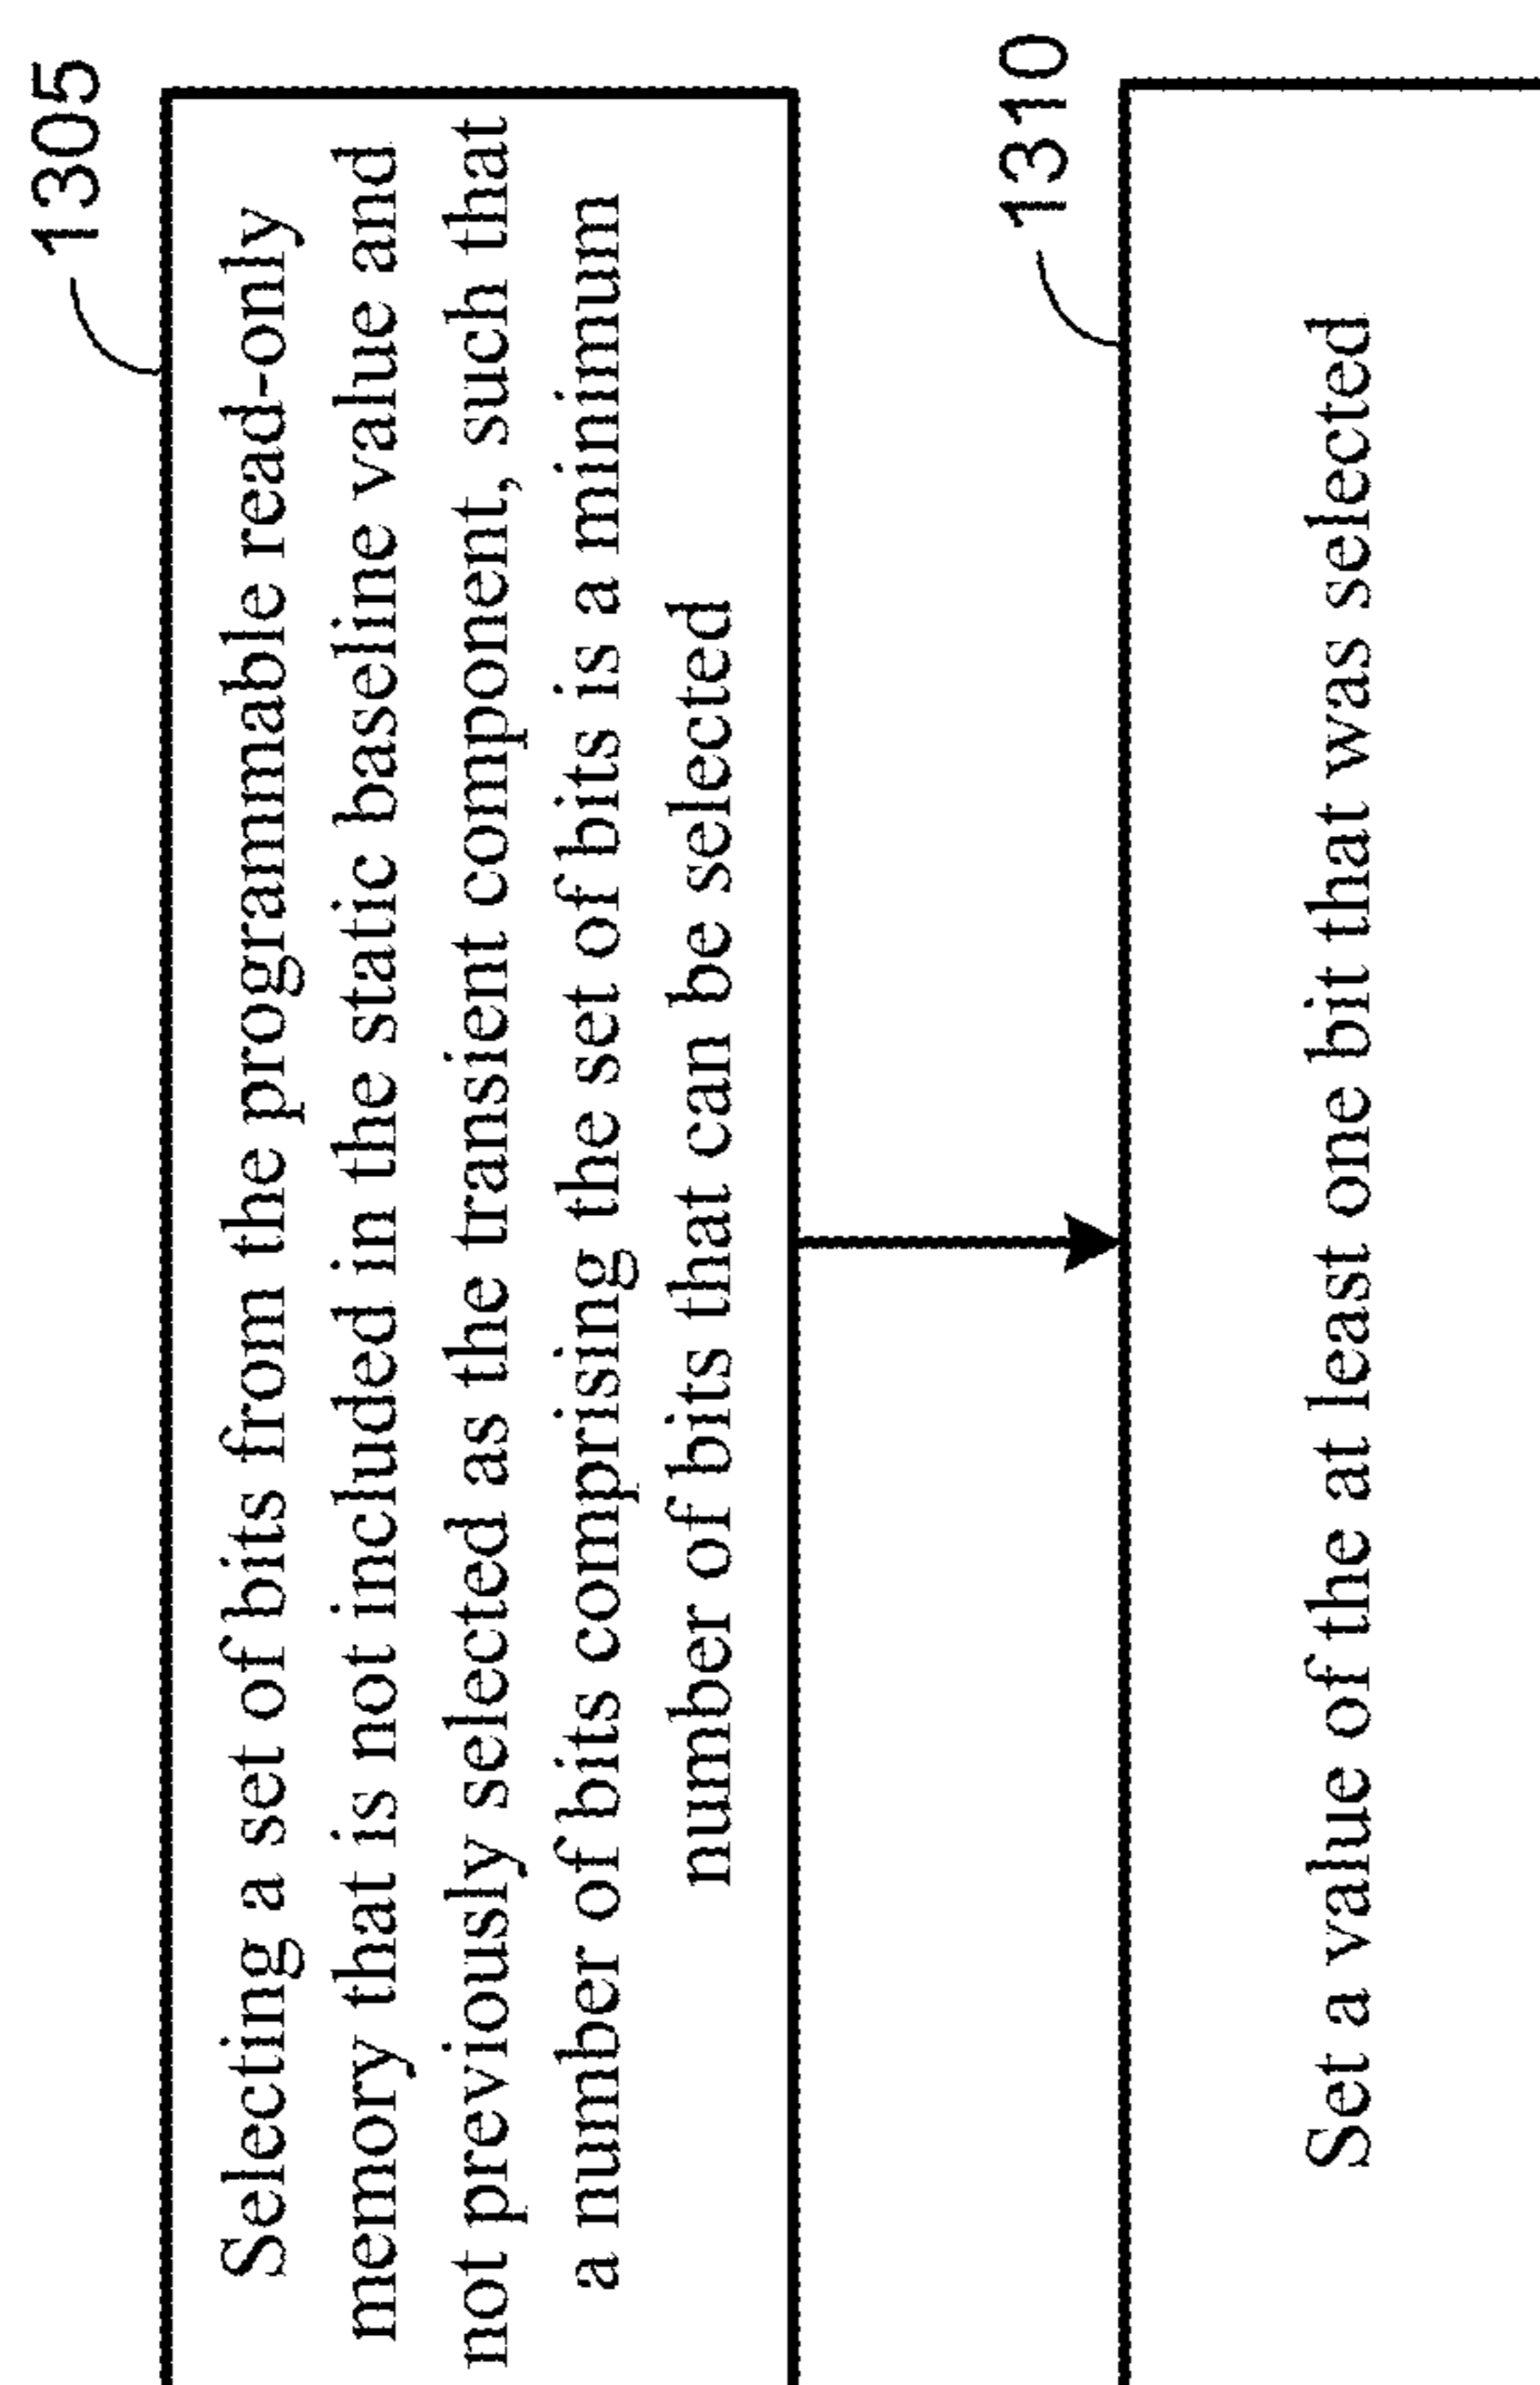 1305
Selecting a set of bits from the programmable read-only
memory that is not included in the static baseline value and
not previously selected as the transient component, such that
a number of bits comprising the set of bits is a minimum
number of bits that can be selected
1310
Set a value of the at least one bit that was selected